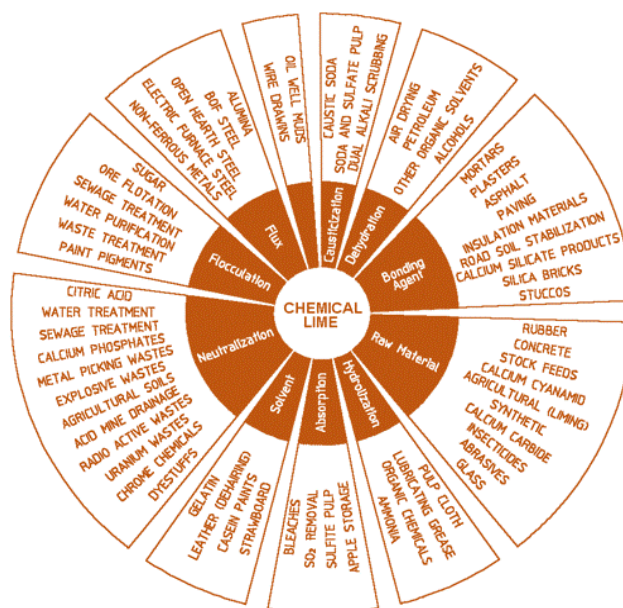 CHEMICAL
LIME
Causticization
CAUSTIC SODA
SODA AND SULFATE PULP
DUAL ALKALI SCRUBBING
Dehydration
AIR DRYING
PETROLEUM
OTHER ORGANIC SOLVENTS
ALCOHOLS
Bonding
Agent
MORTARS
PLASTERS
ASPHALT
PAVING
INSULATION MATERIALS
ROAD SOIL STABILIZATION
CALCIUM SILICATE PRODUCTS
SILICA BRICKS
STUCCOS
Raw Material
RUBBER
CONCRETE
STOCK FEEDS
CALCIUM CYANAMID
AGRICULTURAL (LIMING)
SYNTHETIC
CALCIUM CARBIDE
INSECTICIDES
ABRASIVES
GLASS
Hydrolization
PULP CLOTH
LUBRICATING GREASE
ORGANIC CHEMICALS
AMMONIA
Absorption
BLEACHES
SO₂ REMOVAL
SULFITE PULP
APPLE STORAGE
Solvent
GELATIN
LEATHER (DEHAIRING)
CASEIN PAINTS
STRAWBOARD
Neutralization
CITRIC ACID
WATER TREATMENT
SEWAGE TREATMENT
CALCIUM PHOSPHATES
METAL PICKING WASTES
EXPLOSIVE WASTES
AGRICULTURAL SOILS
ACID MINE DRAINAGE
RADIO ACTIVE WASTES
URANIUM WASTES
CHROME CHEMICALS
DYESTUFFS
Flocculation
SUGAR
ORE FLOTATION
SEWAGE TREATMENT
WATER PURIFICATION
WASTE TREATMENT
PAINT PIGMENTS
Flux
ALUMINA
BOF STEEL
OPEN HEARTH STEEL
ELECTRIC FURNACE STEEL
NON-FERROUS METALS
OIL WELL MUDS
WIRE DRAWINS